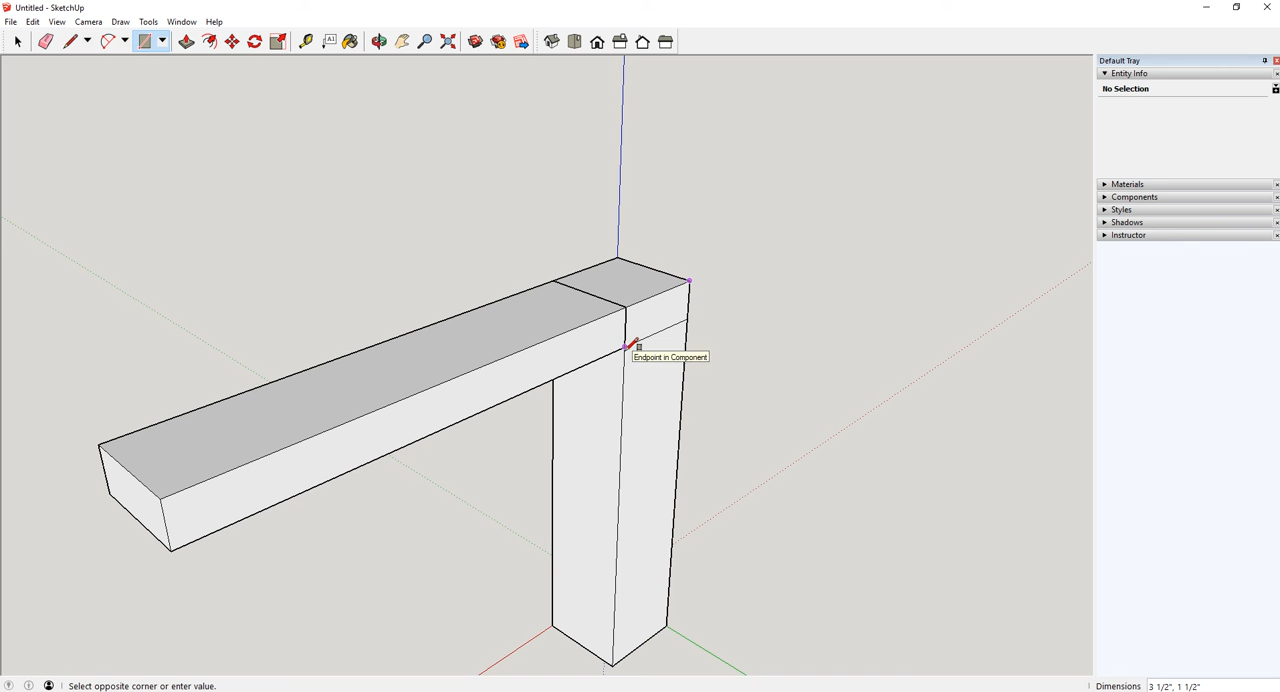 Untitled - SketchUp
File Edit View Camera Draw Tools Window Help
A1
Default Tray
Entity Info
No Selection
Materials
Components
Styles
Shadows
Instructor
Endpoint in Component
Select opposite corner or enter value.
Dimensions 3 1/2", 1 1/2"